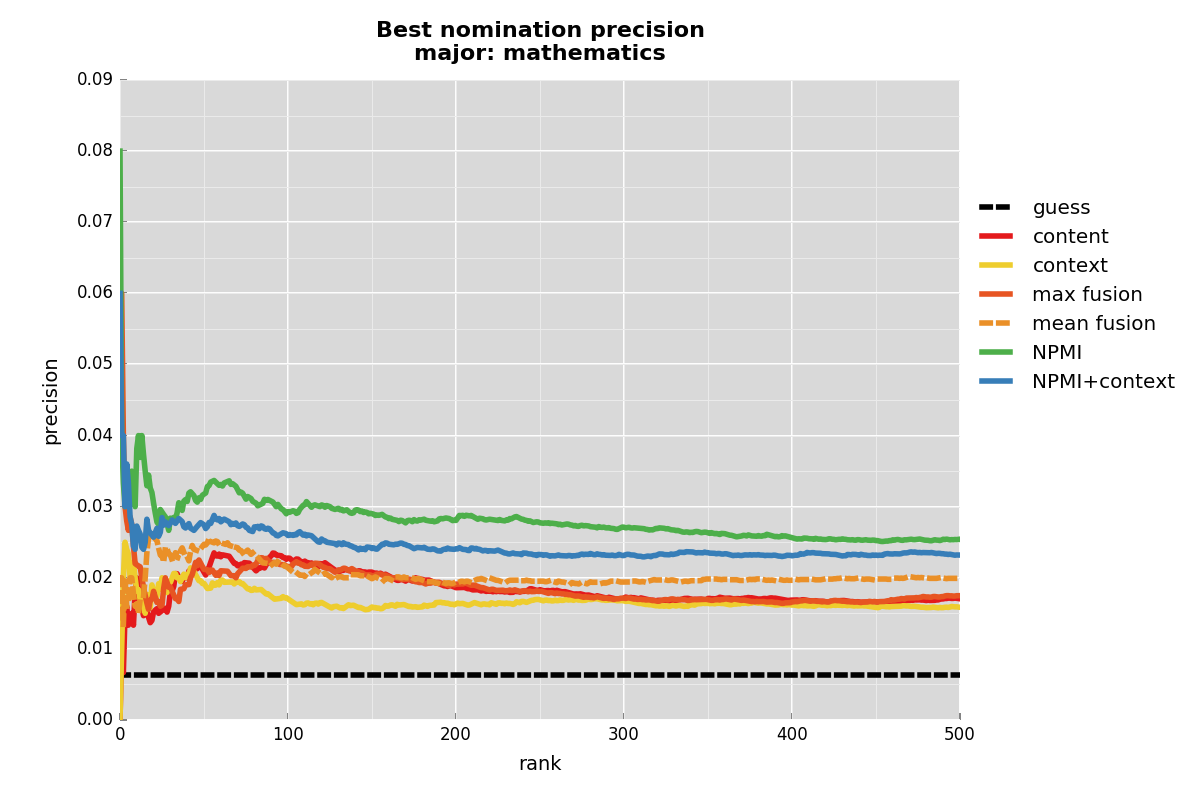 Best nomination precision
major: mathematics
0.09
0.08
0.07
0.06
0.05
0.04
0.03
0.02
0.01
0.00
precision
0 100 200 300 400 500
rank
guess
content
context
max fusion
mean fusion
NPMI
NPMI+context